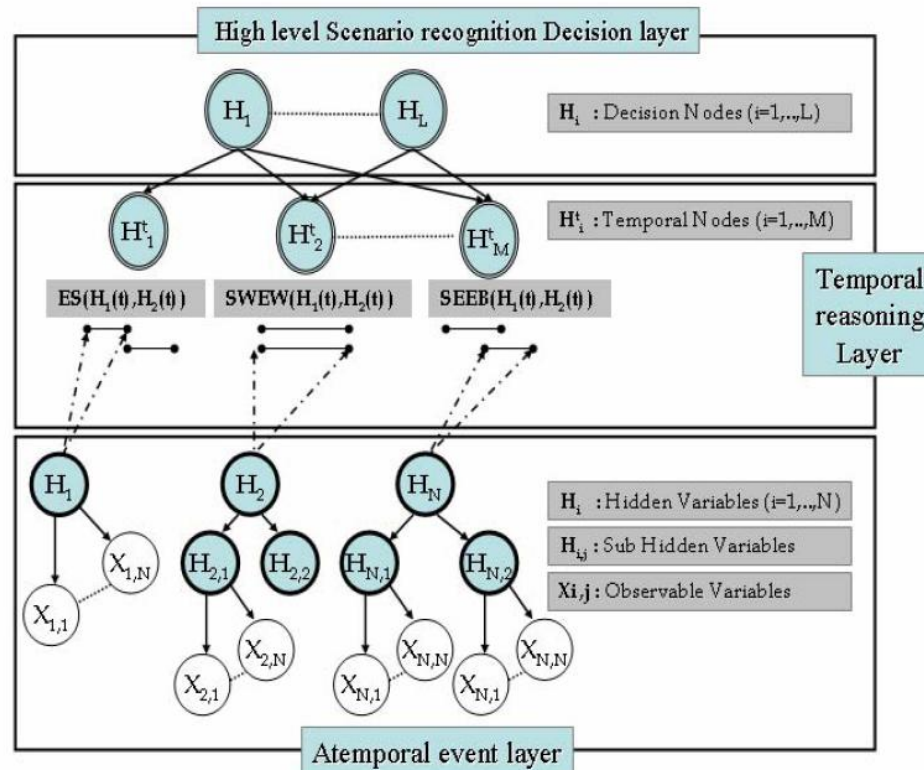 High level Scenario recognition Decision layer
H1 HL
Hi : Decision Nodes (i=1,..,L)
Ht1 Ht2 HtM
Hti : Temporal Nodes (i=1,..,M)
ES(H1(t),H2(t)) SWEW(H1(t),H2(t)) SEEB(H1(t),H2(t))
Temporal
reasoning
Layer
H1 H2 HN
Hi : Hidden Variables (i=1,..,N)
X1,N H2,1 H2,2 HN,1 HN,2
Hi,j : Sub Hidden Variables
Xi,j : Observable Variables
X1,1 X2,N XN,N XN,N
X2,1 XN,1 XN,1
Atemporal event layer